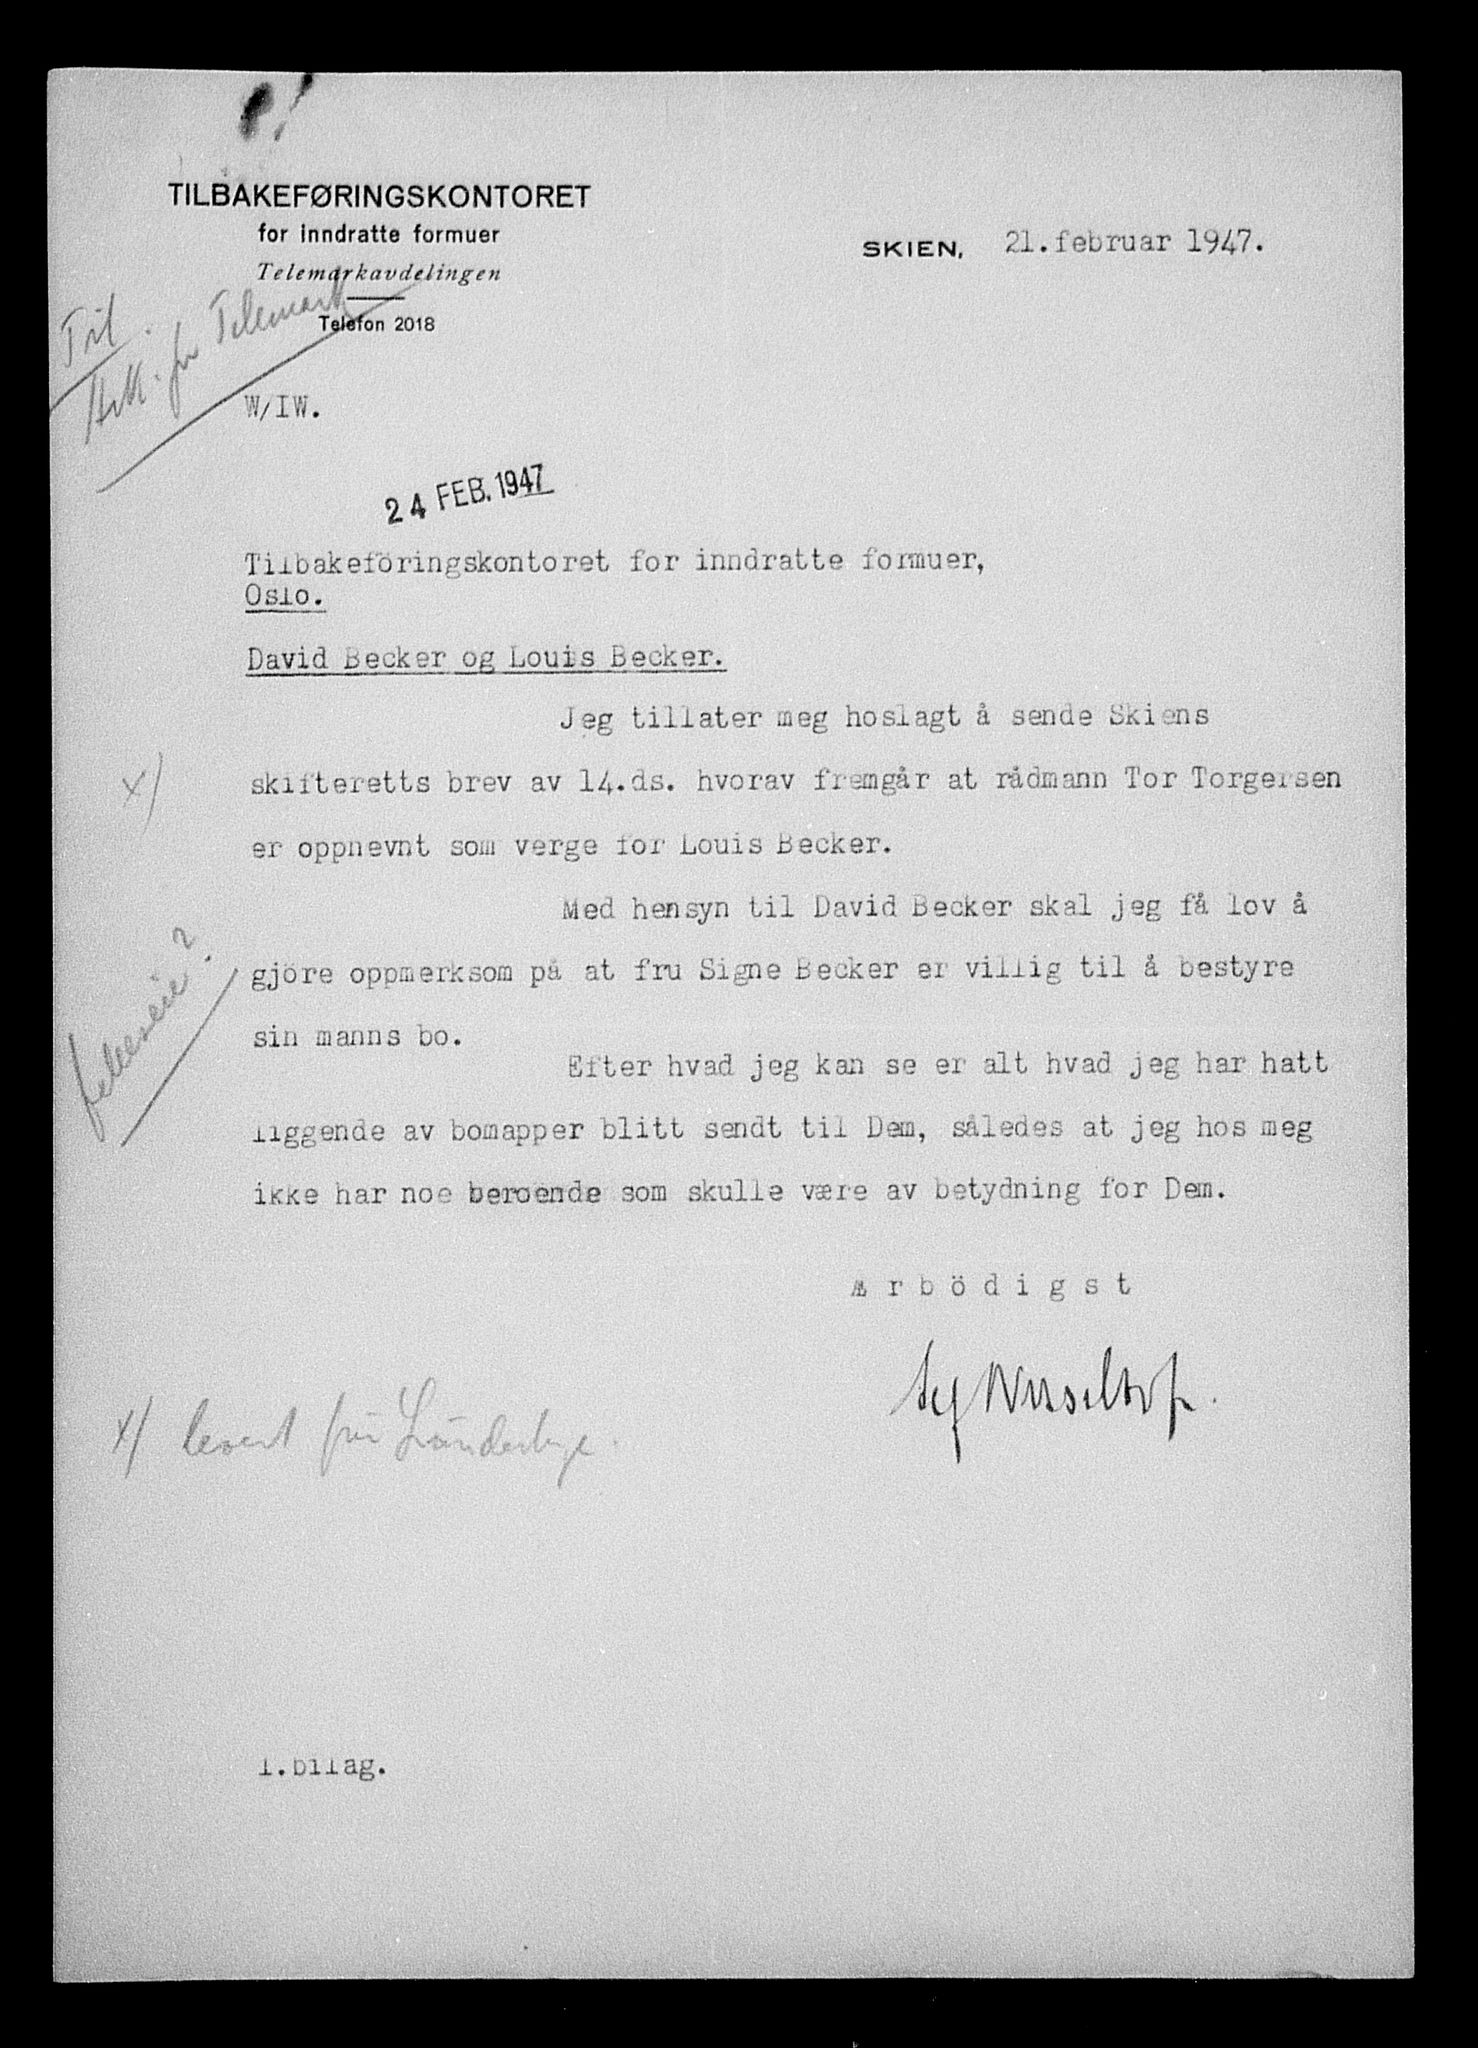 TILBAKEFØRINGSKONTORET
for inndratte formuer
Telemarkavdelingen
Telefon 2018
SKIEN, 21. februar 1947.
Til
for Telemark
W/IW.
24 FEB. 1947
Tilbakeföringskontoret for inndratte formuer,
Oslo.
David Becker og Louis Becker.
Jeg tillater meg hoslagt å sende Skiens
x) skifteretts brev av 14.ds. hvorav fremgår at rådmann Tor Torgersen
er oppnevnt som verge for Louis Becker.
Med hensyn til David Becker skal jeg få lov å
gjöre oppmerksom på at fru Signe Becker er villig til å bestyre
sin manns bo.
felleseie?
Efter hvad jeg kan se er alt hvad jeg har hatt
liggende av bomapper blitt sendt til Dem, således at jeg hos meg
ikke har noe beroende som skulle være av betydning for Dem.
Ærbödigst
x) levert
1.bilag.